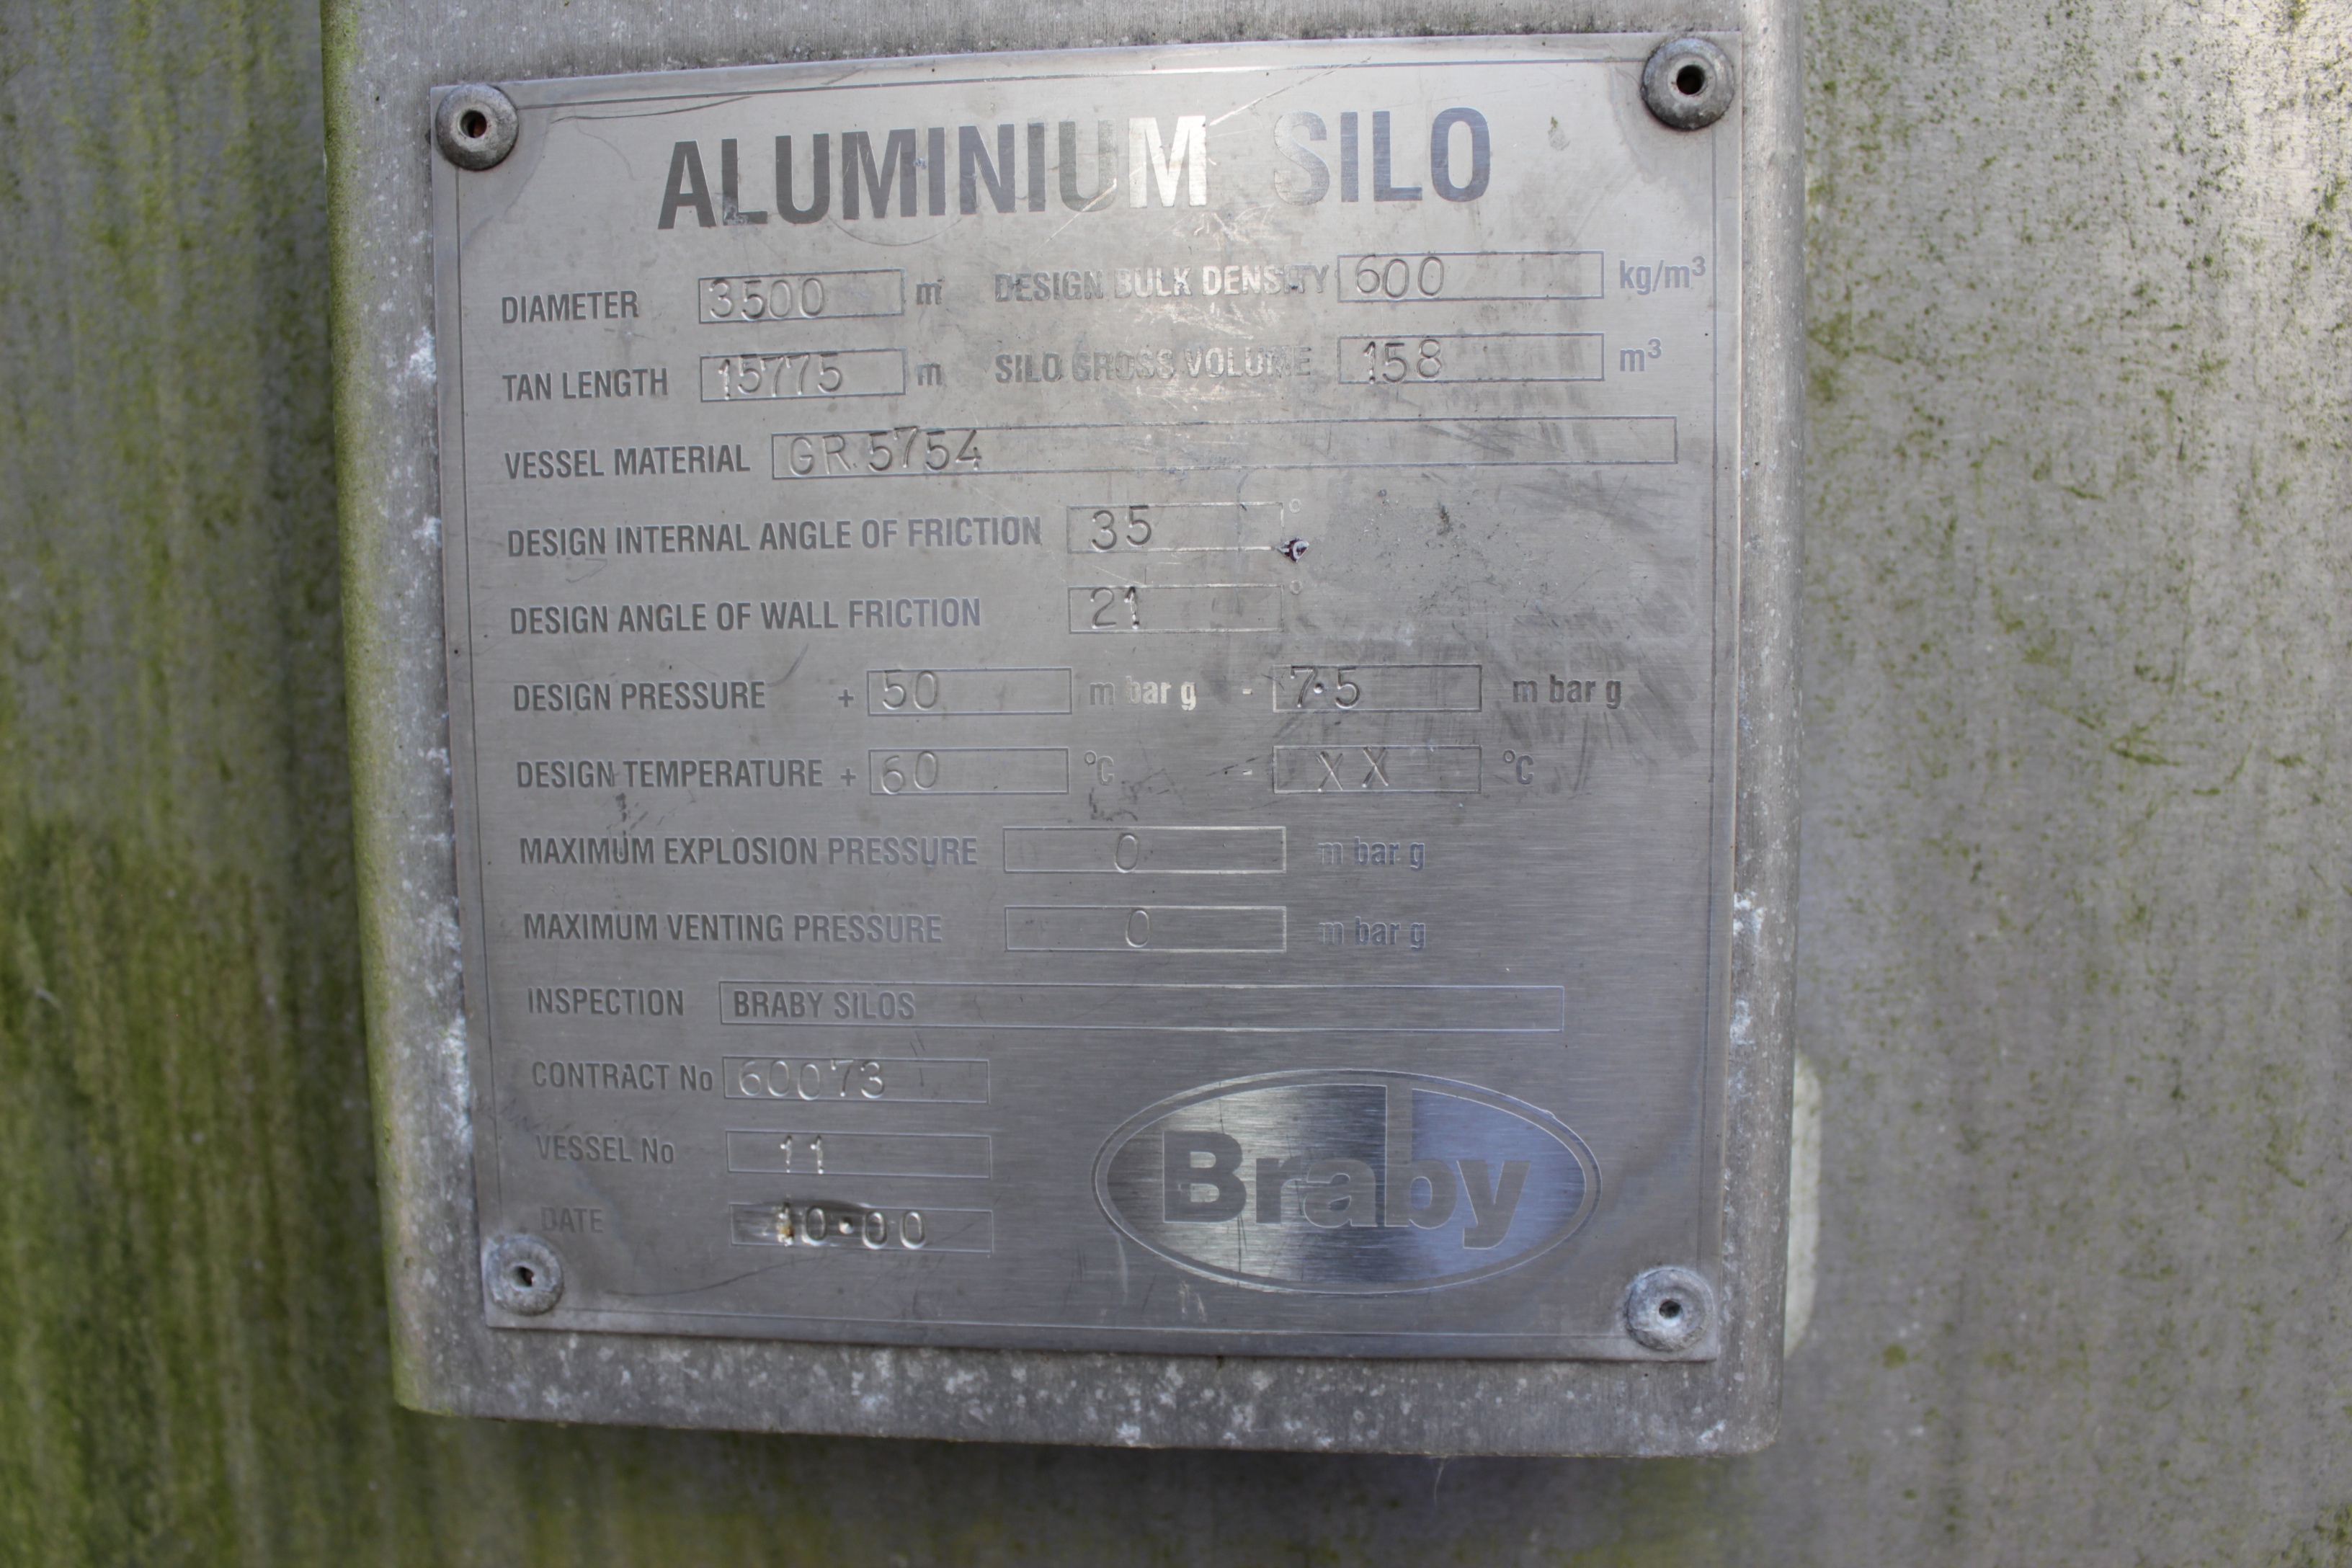 ALUMINIUM SILO
DIAMETER 3500 m DESIGN BULK DENSITY 600 kg/m³
TAN LENGTH 15775 m SILO GROSS VOLUME 158 m³
VESSEL MATERIAL GR.5754
DESIGN INTERNAL ANGLE OF FRICTION 35 °
DESIGN ANGLE OF WALL FRICTION 21 °
DESIGN PRESSURE + 50 m bar g - 7.5 m bar g
DESIGN TEMPERATURE + 60 °C - XX °C
MAXIMUM EXPLOSION PRESSURE 0 m bar g
MAXIMUM VENTING PRESSURE 0 m bar g
INSPECTION BRABY SILOS
CONTRACT No 60073
VESSEL No 11
DATE 10.00
Braby